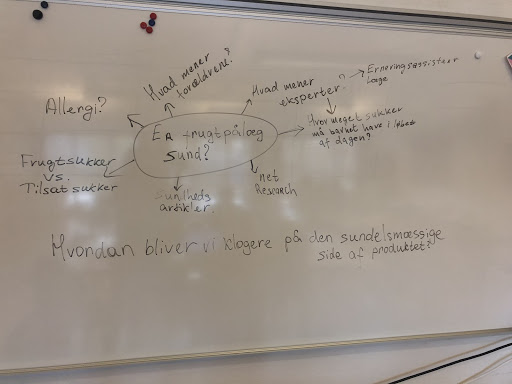 Hvad mener
forældrene?
Hvad mener
eksperter?
Ernæringsassistent
Læge
Allergi?
Er frugtpålæg
sund?
Hvor meget sukker
må barnet have i løbet
af dagen?
Frugtsukker
vs.
Tilsat sukker
Sundheds
artikler.
net
Research
Hvordan bliver vi klogere på den sundelsmæssige
side af produktet?